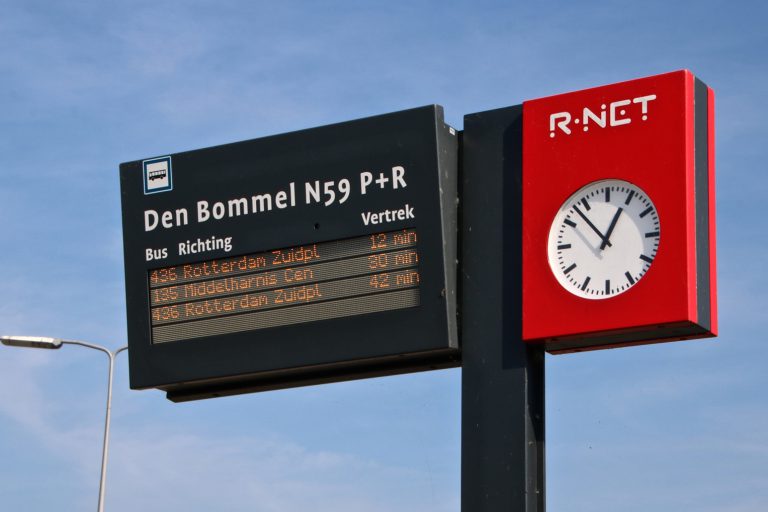 R·NET
Den Bommel N59 P+R
Bus Richting Vertrek
436 Rotterdam Zuidpl 12 min
135 Middelharnis Cen 30 min
436 Rotterdam Zuidpl 42 min